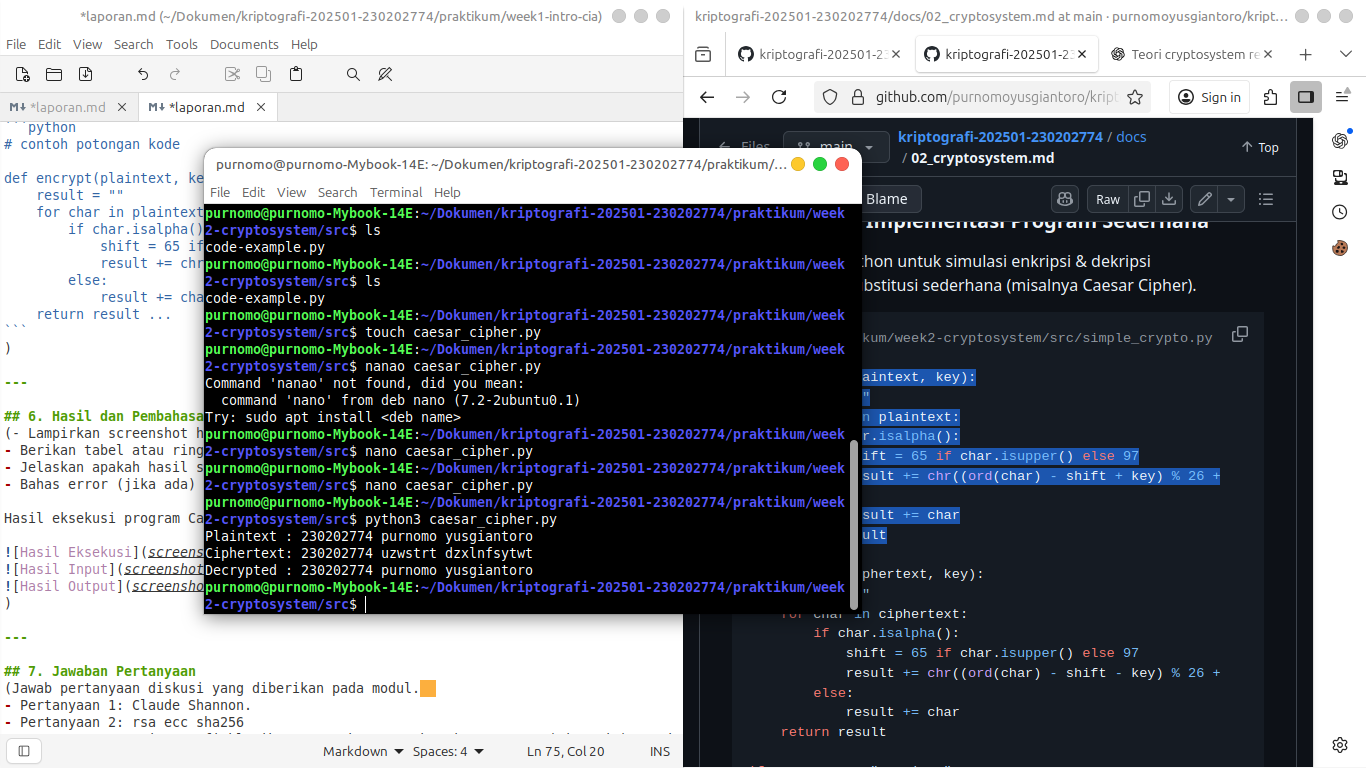 *laporan.md (~/Dokumen/kriptografi-202501-230202774/praktikum/week1-intro-cia)
File Edit View Search Tools Documents Help
*laporan.md
*laporan.md
```python
# contoh potongan kode
def encrypt(plaintext, ke
result = ""
for char in plaintext
if char.isalpha()
shift = 65 if
result += chr
else:
result += cha
return result ...
```
)
---
## 6. Hasil dan Pembahasa
(- Lampirkan screenshot h
- Berikan tabel atau ring
- Jelaskan apakah hasil s
- Bahas error (jika ada)
Hasil eksekusi program Ca
![Hasil Eksekusi](screens
![Hasil Input](screenshot
![Hasil Output](screensho
)
---
## 7. Jawaban Pertanyaan
(Jawab pertanyaan diskusi yang diberikan pada modul.
- Pertanyaan 1: Claude Shannon.
- Pertanyaan 2: rsa ecc sha256
Markdown Spaces: 4 Ln 75, Col 20 INS
purnomo@purnomo-Mybook-14E: ~/Dokumen/kriptografi-202501-230202774/praktikum/...
File Edit View Search Terminal Help
purnomo@purnomo-Mybook-14E:~/Dokumen/kriptografi-202501-230202774/praktikum/week
2-cryptosystem/src$ ls
code-example.py
purnomo@purnomo-Mybook-14E:~/Dokumen/kriptografi-202501-230202774/praktikum/week
2-cryptosystem/src$ ls
code-example.py
purnomo@purnomo-Mybook-14E:~/Dokumen/kriptografi-202501-230202774/praktikum/week
2-cryptosystem/src$ touch caesar_cipher.py
purnomo@purnomo-Mybook-14E:~/Dokumen/kriptografi-202501-230202774/praktikum/week
2-cryptosystem/src$ nanao caesar_cipher.py
Command 'nanao' not found, did you mean:
command 'nano' from deb nano (7.2-2ubuntu0.1)
Try: sudo apt install <deb name>
purnomo@purnomo-Mybook-14E:~/Dokumen/kriptografi-202501-230202774/praktikum/week
2-cryptosystem/src$ nano caesar_cipher.py
purnomo@purnomo-Mybook-14E:~/Dokumen/kriptografi-202501-230202774/praktikum/week
2-cryptosystem/src$ nano caesar_cipher.py
purnomo@purnomo-Mybook-14E:~/Dokumen/kriptografi-202501-230202774/praktikum/week
2-cryptosystem/src$ python3 caesar_cipher.py
Plaintext : 230202774 purnomo yusgiantoro
Ciphertext: 230202774 uzwstrt dzxlnfsytwt
Decrypted : 230202774 purnomo yusgiantoro
purnomo@purnomo-Mybook-14E:~/Dokumen/kriptografi-202501-230202774/praktikum/week
2-cryptosystem/src$
kriptografi-202501-230202774/docs/02_cryptosystem.md at main · purnomoyusgiantoro/kript...
kriptografi-202501-23
kriptografi-202501-23
Teori cryptosystem re
github.com/purnomoyusgiantoro/kript
Sign in
Files
main
kriptografi-202501-230202774 / docs
/ 02_cryptosystem.md
Top
Blame
Raw
Implementasi Program Sederhana
thon untuk simulasi enkripsi & dekripsi
bstitusi sederhana (misalnya Caesar Cipher).
kum/week2-cryptosystem/src/simple_crypto.py
aintext, key):
"
n plaintext:
r.isalpha():
ift = 65 if char.isupper() else 97
sult += chr((ord(char) - shift + key) % 26 +
sult += char
ult
phertext, key):
"
for char in ciphertext:
if char.isalpha():
shift = 65 if char.isupper() else 97
result += chr((ord(char) - shift - key) % 26 +
else:
result += char
return result